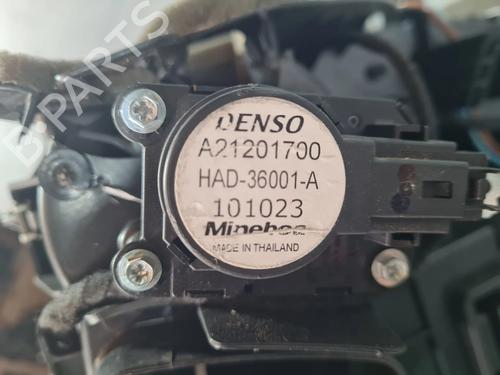 B-PARTS
DENSO
A21201700
HAD-36001-A
101023
Minebea
MADE IN THAILAND